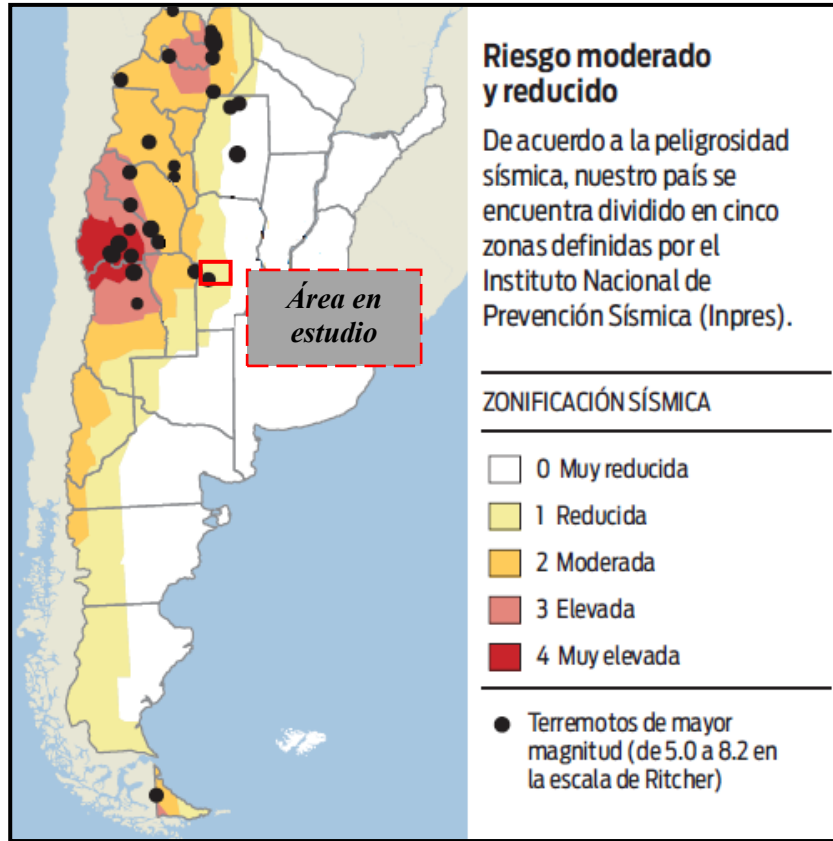 Área en
estudio
Riesgo moderado
y reducido
De acuerdo a la peligrosidad
sísmica, nuestro país se
encuentra dividido en cinco
zonas definidas por el
Instituto Nacional de
Prevención Sísmica (Inpres).
ZONIFICACIÓN SÍSMICA
0 Muy reducida
1 Reducida
2 Moderada
3 Elevada
4 Muy elevada
Terremotos de mayor
magnitud (de 5.0 a 8.2 en
la escala de Ritcher)